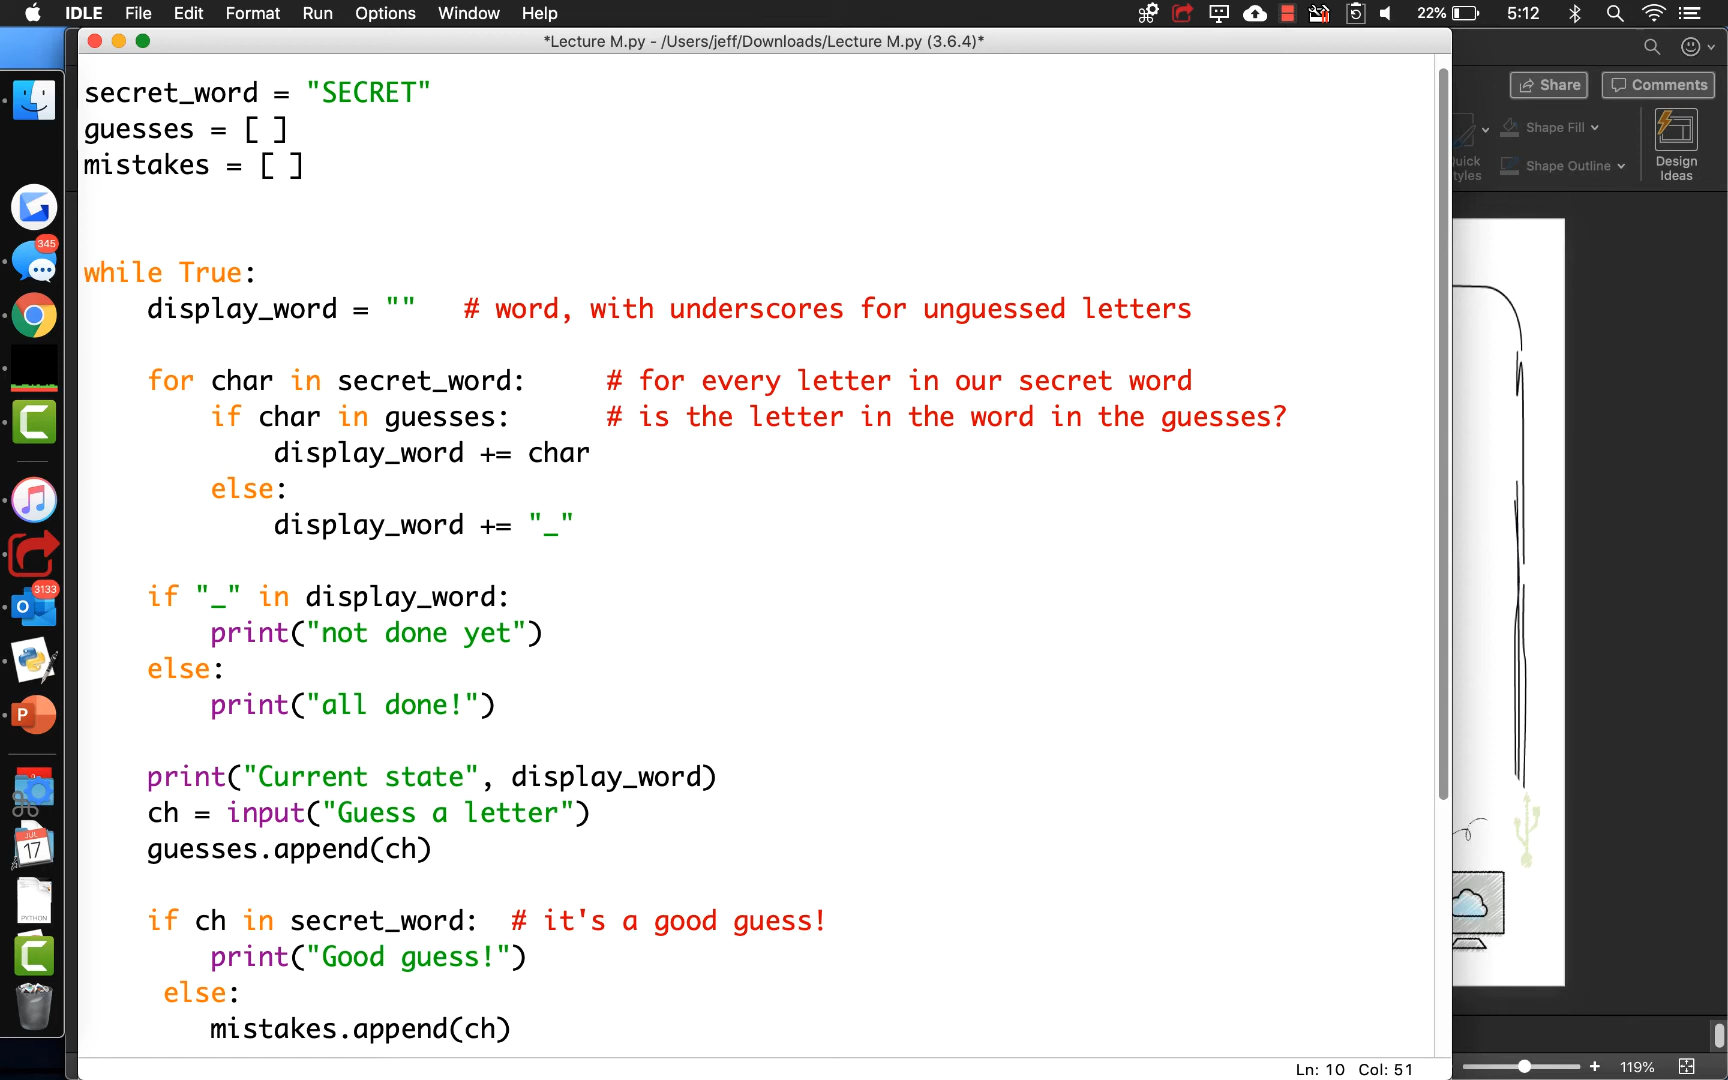 IDLE File Edit Format Run Options Window Help 22% 5:12
*Lecture M.py - /Users/jeff/Downloads/Lecture M.py (3.6.4)*
secret_word = "SECRET"
guesses = [ ]
mistakes = [ ]
while True:
    display_word = ""   # word, with underscores for unguessed letters
    for char in secret_word:     # for every letter in our secret word
        if char in guesses:      # is the letter in the word in the guesses?
            display_word += char
        else:
            display_word += "_"
    if "_" in display_word:
        print("not done yet")
    else:
        print("all done!")
    print("Current state", display_word)
    ch = input("Guess a letter")
    guesses.append(ch)
    if ch in secret_word:  # it's a good guess!
        print("Good guess!")
     else:
        mistakes.append(ch)
Ln: 10 Col: 51
Share Comments
Shape Fill
Shape Outline
Design
Ideas
119%
345
3133
JUL
17
PYTHON